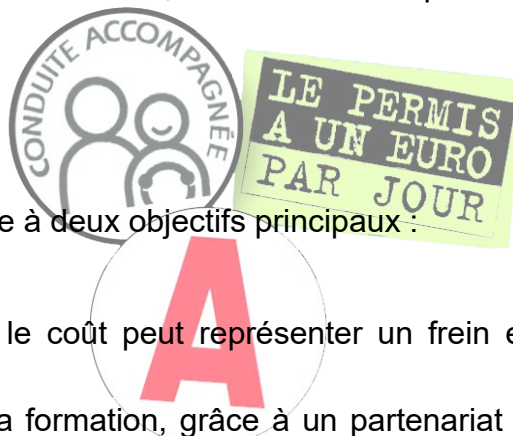 CONDUITE ACCOMPAGNÉE
LE PERMIS
A UN EURO
PAR JOUR
e à deux objectifs principaux :
A
le coût peut représenter un frein e
a formation, grâce à un partenariat